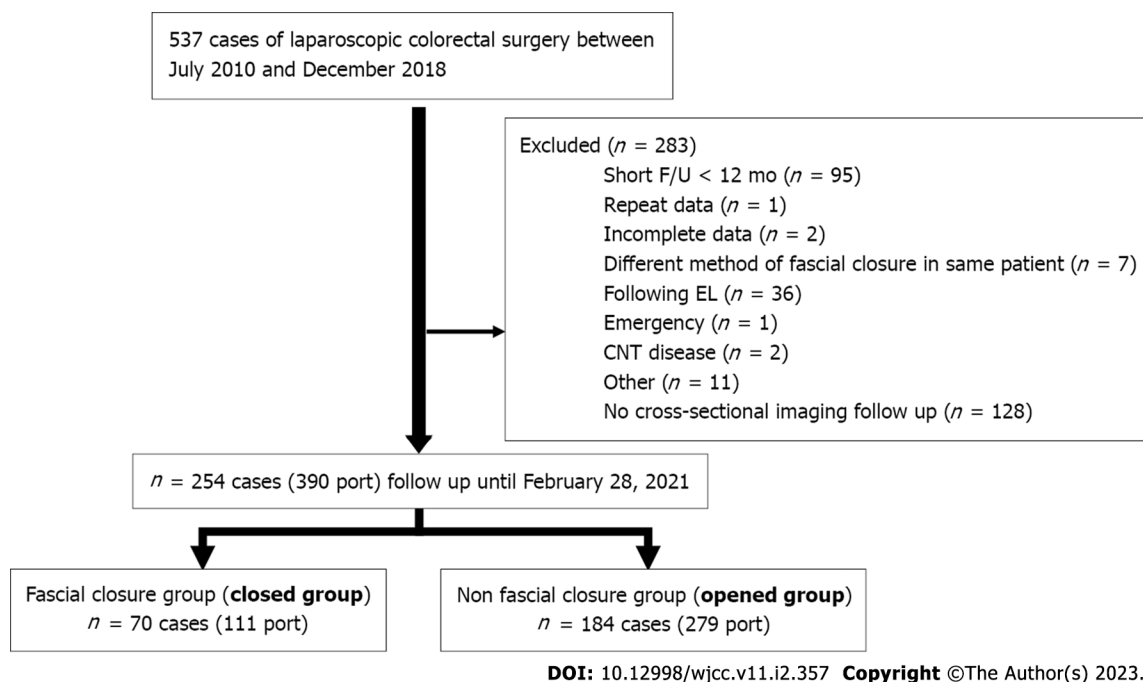 537 cases of laparoscopic colorectal surgery between
July 2010 and December 2018
Excluded (n = 283)
Short F/U < 12 mo (n = 95)
Repeat data (n = 1)
Incomplete data (n = 2)
Different method of fascial closure in same patient (n = 7)
Following EL (n = 36)
Emergency (n = 1)
CNT disease (n = 2)
Other (n = 11)
No cross-sectional imaging follow up (n = 128)
n = 254 cases (390 port) follow up until February 28, 2021
Fascial closure group (closed group)
n = 70 cases (111 port)
Non fascial closure group (opened group)
n = 184 cases (279 port)
DOI: 10.12998/wjcc.v11.i2.357 Copyright ©The Author(s) 2023.